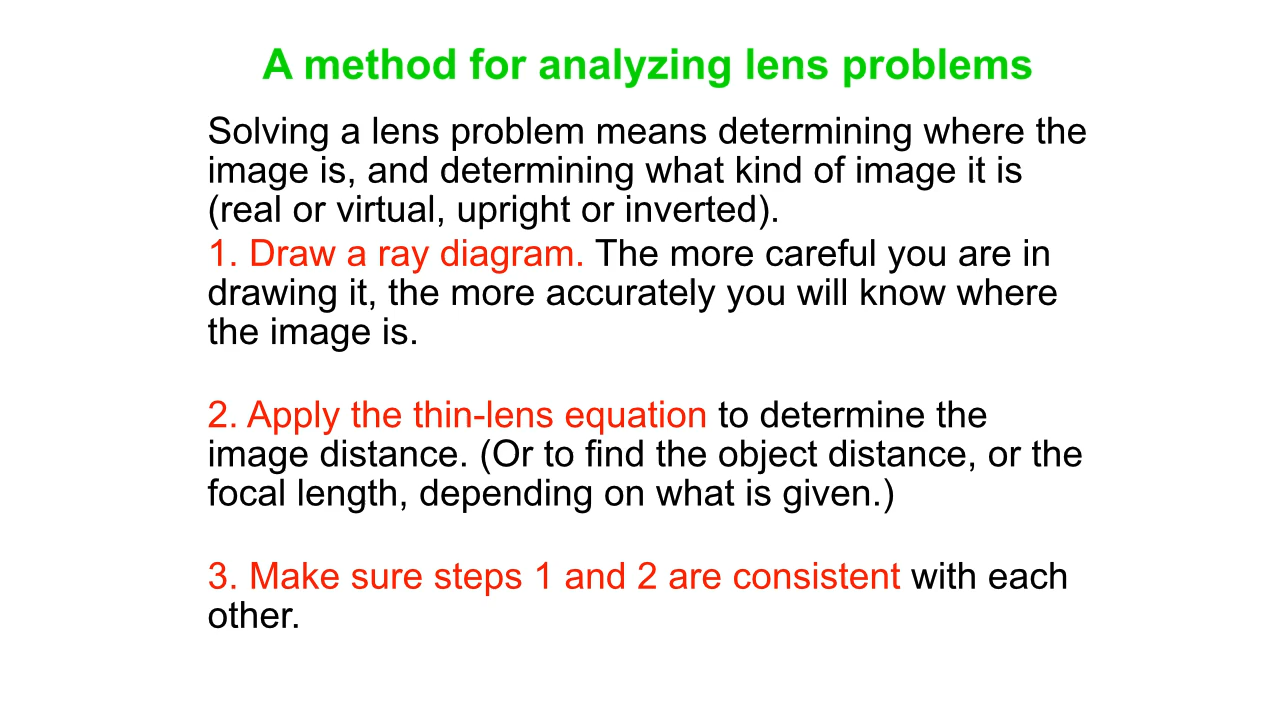 A method for analyzing lens problems
Solving a lens problem means determining where the
image is, and determining what kind of image it is
(real or virtual, upright or inverted).
1. Draw a ray diagram. The more careful you are in
drawing it, the more accurately you will know where
the image is.
2. Apply the thin-lens equation to determine the
image distance. (Or to find the object distance, or the
focal length, depending on what is given.)
3. Make sure steps 1 and 2 are consistent with each
other.